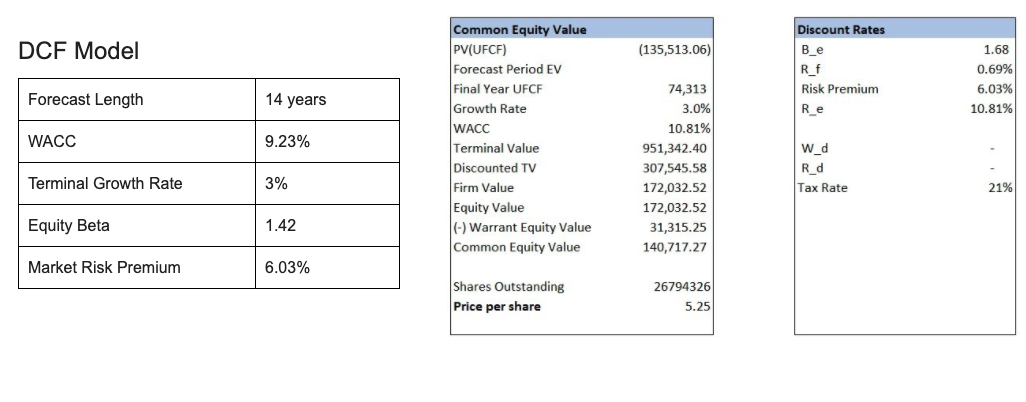 DCF Model
Forecast Length 14 years
WACC 9.23%
Terminal Growth Rate 3%
Equity Beta 1.42
Market Risk Premium 6.03%
Common Equity Value
PV(UFCF) (135,513.06)
Forecast Period EV
Final Year UFCF 74,313
Growth Rate 3.0%
WACC 10.81%
Terminal Value 951,342.40
Discounted TV 307,545.58
Firm Value 172,032.52
Equity Value 172,032.52
(-) Warrant Equity Value 31,315.25
Common Equity Value 140,717.27
Shares Outstanding 26794326
Price per share 5.25
Discount Rates
B_e 1.68
R_f 0.69%
Risk Premium 6.03%
R_e 10.81%
W_d -
R_d -
Tax Rate 21%